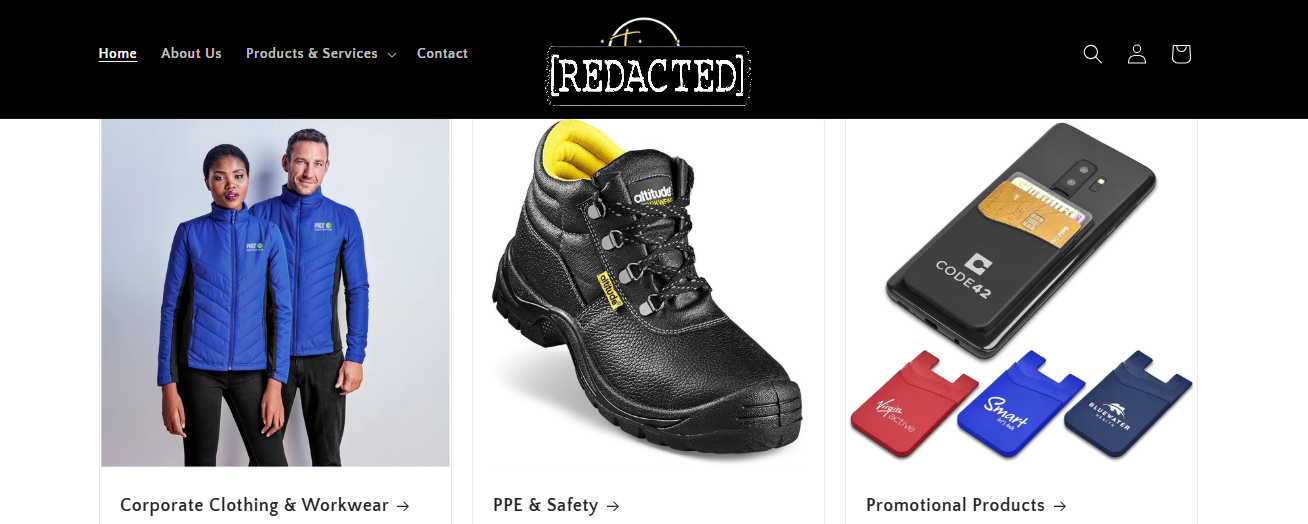 Home
About Us
Products & Services
Contact
[REDACTED]
altitude
altitude
CODE42
Virgin
active
Smart
BLUEWATER
HEALTH
Corporate Clothing & Workwear →
PPE & Safety →
Promotional Products →